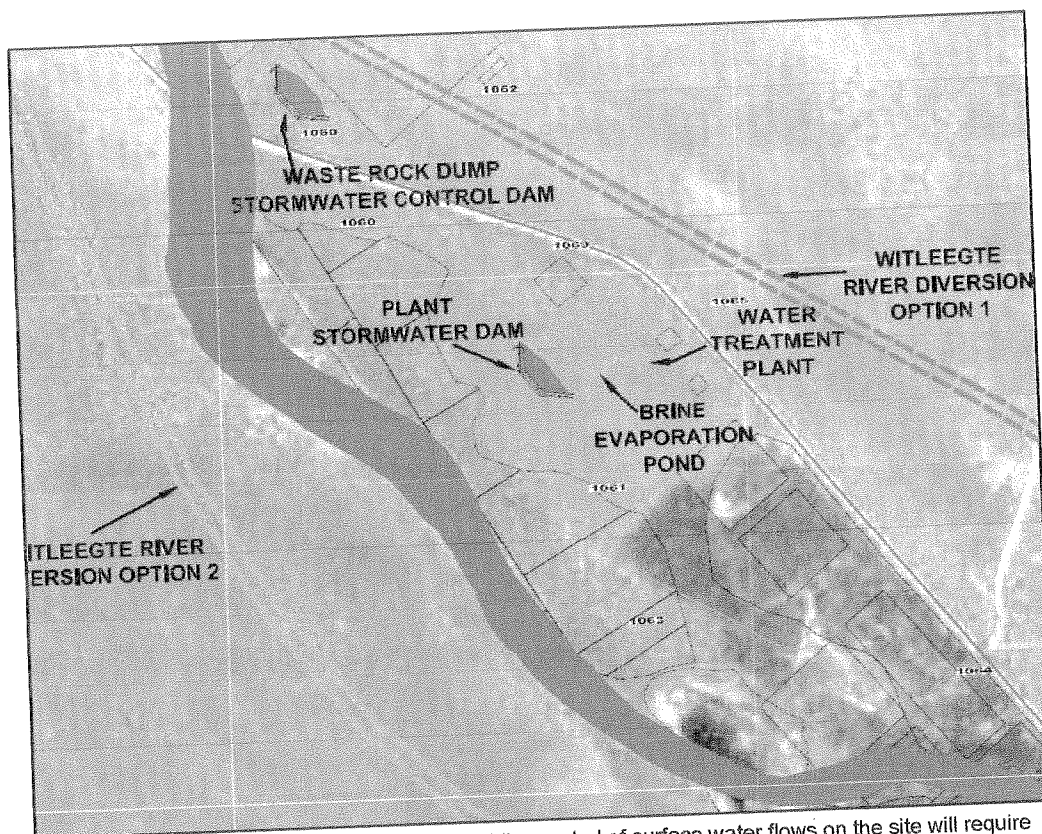 1062
1060
WASTE ROCK DUMP
STORMWATER CONTROL DAM
1060
1063
WITLEEGTE
RIVER DIVERSION
OPTION 1
1065
PLANT
STORMWATER DAM
WATER
TREATMENT
PLANT
BRINE
EVAPORATION
POND
1061
ITLEEGTE RIVER
ERSION OPTION 2
1063
1064
of surface water flows on the site will require